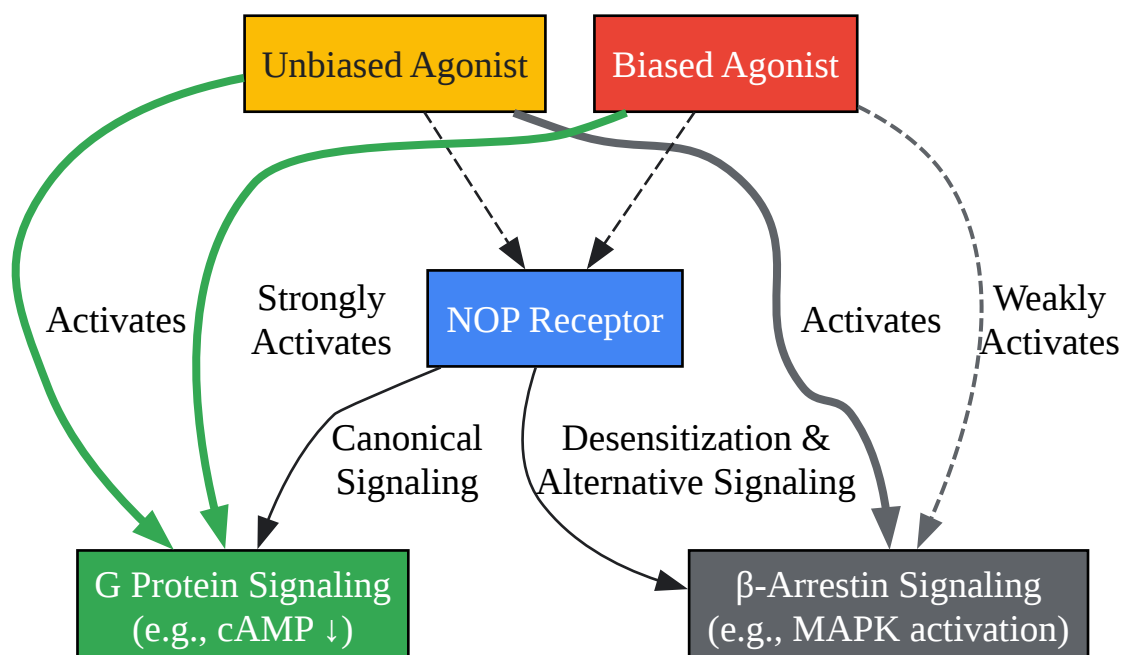 Unbiased Agonist
Biased Agonist
Activates
Strongly
Activates
NOP Receptor
Activates
Weakly
Activates
Canonical
Signaling
Desensitization &
Alternative Signaling
G Protein Signaling
(e.g., cAMP ↓)
β-Arrestin Signaling
(e.g., MAPK activation)